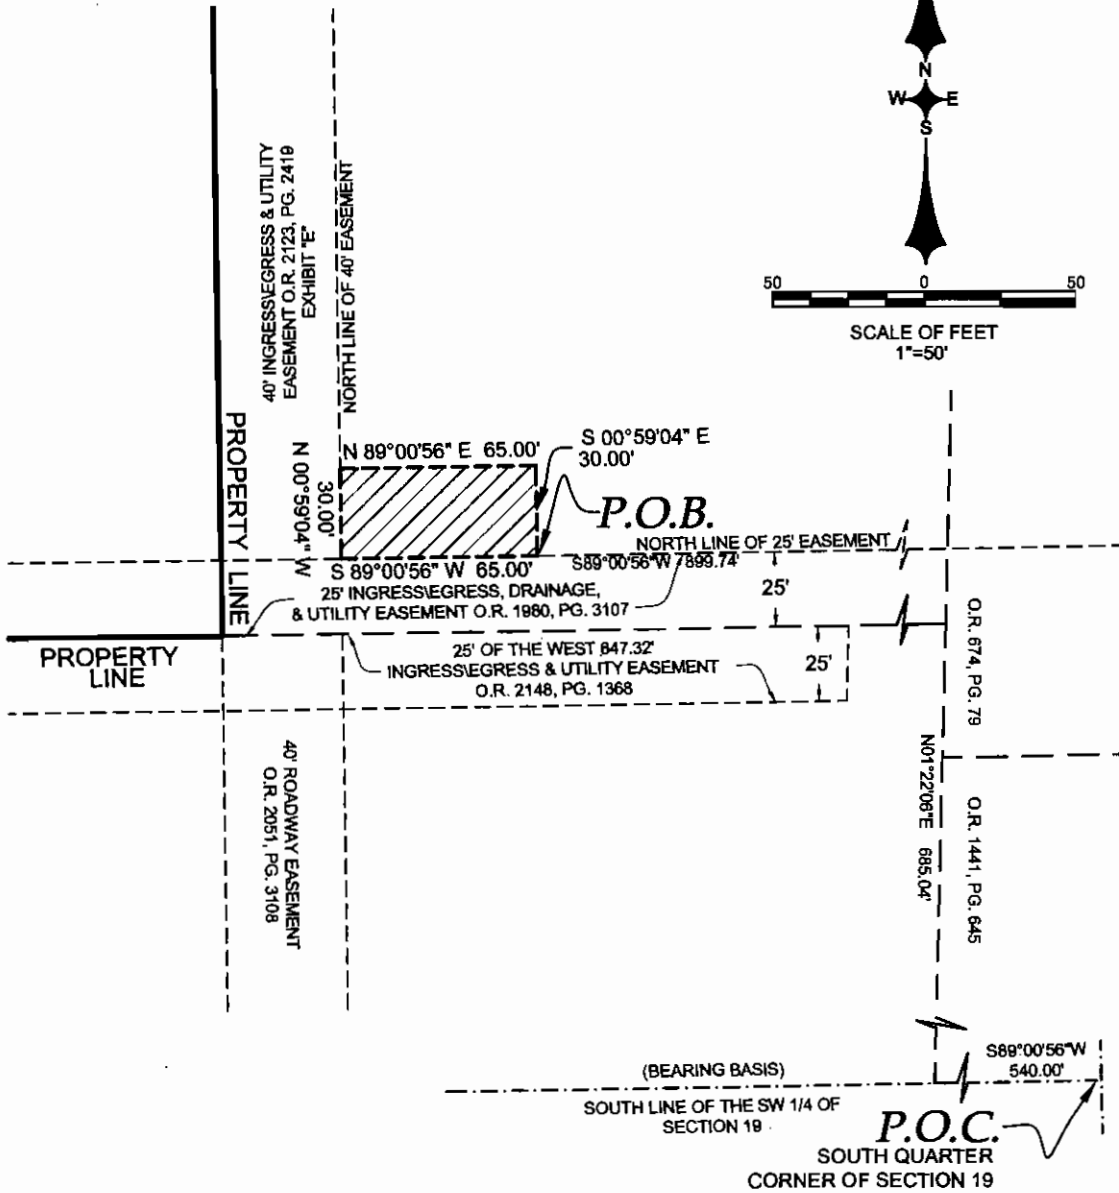 N
W E
S
50 0 50
SCALE OF FEET
1"=50'
40' INGRESS\EGRESS & UTILITY
EASEMENT O.R. 2123, PG. 2419
EXHIBIT "E"
NORTH LINE OF 40' EASEMENT
PROPERTY LINE
N 00°59'04" W
30.00'
N 89°00'56" E 65.00'
S 00°59'04" E
30.00'
P.O.B.
NORTH LINE OF 25' EASEMENT
S 89°00'56" W 65.00'
S89°00'56"W 899.74'
25' INGRESS\EGRESS, DRAINAGE,
& UTILITY EASEMENT O.R. 1980, PG. 3107
25'
PROPERTY
LINE
25' OF THE WEST 847.32'
INGRESS\EGRESS & UTILITY EASEMENT
O.R. 2148, PG. 1368
25'
O.R. 674, PG. 79
40' ROADWAY EASEMENT
O.R. 2051, PG. 3108
N01°22'06"E 685.04'
O.R. 1441, PG. 645
S89°00'56"W
540.00'
(BEARING BASIS)
SOUTH LINE OF THE SW 1/4 OF
SECTION 19
P.O.C.
SOUTH QUARTER
CORNER OF SECTION 19